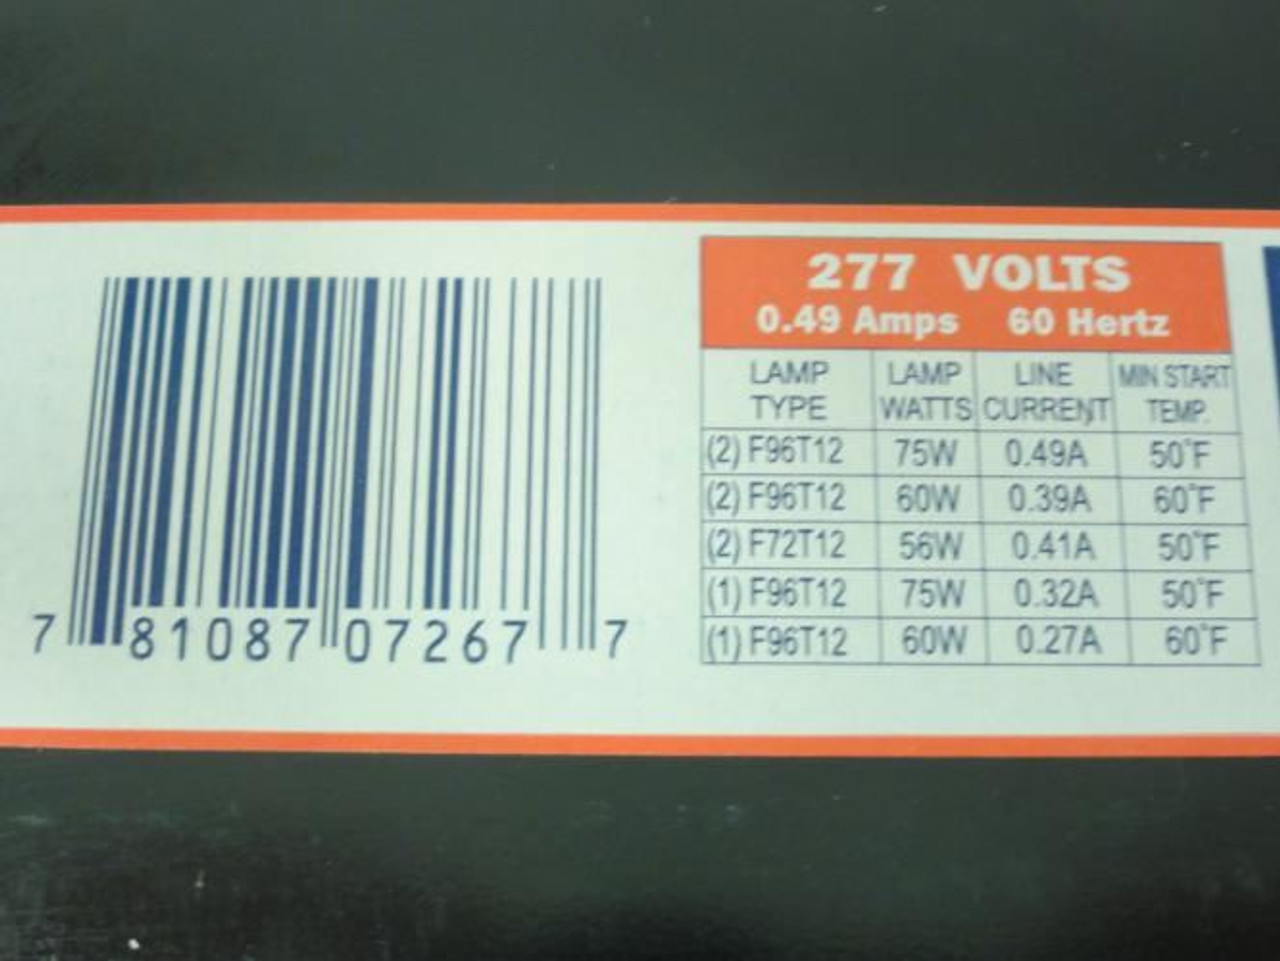 7 81087 07267 7
277 VOLTS
0.49 Amps 60 Hertz
LAMP TYPE LAMP WATTS LINE CURRENT MIN START TEMP.
(2) F96T12 75W 0.49A 50°F
(2) F96T12 60W 0.39A 60°F
(2) F72T12 56W 0.41A 50°F
(1) F96T12 75W 0.32A 50°F
(1) F96T12 60W 0.27A 60°F